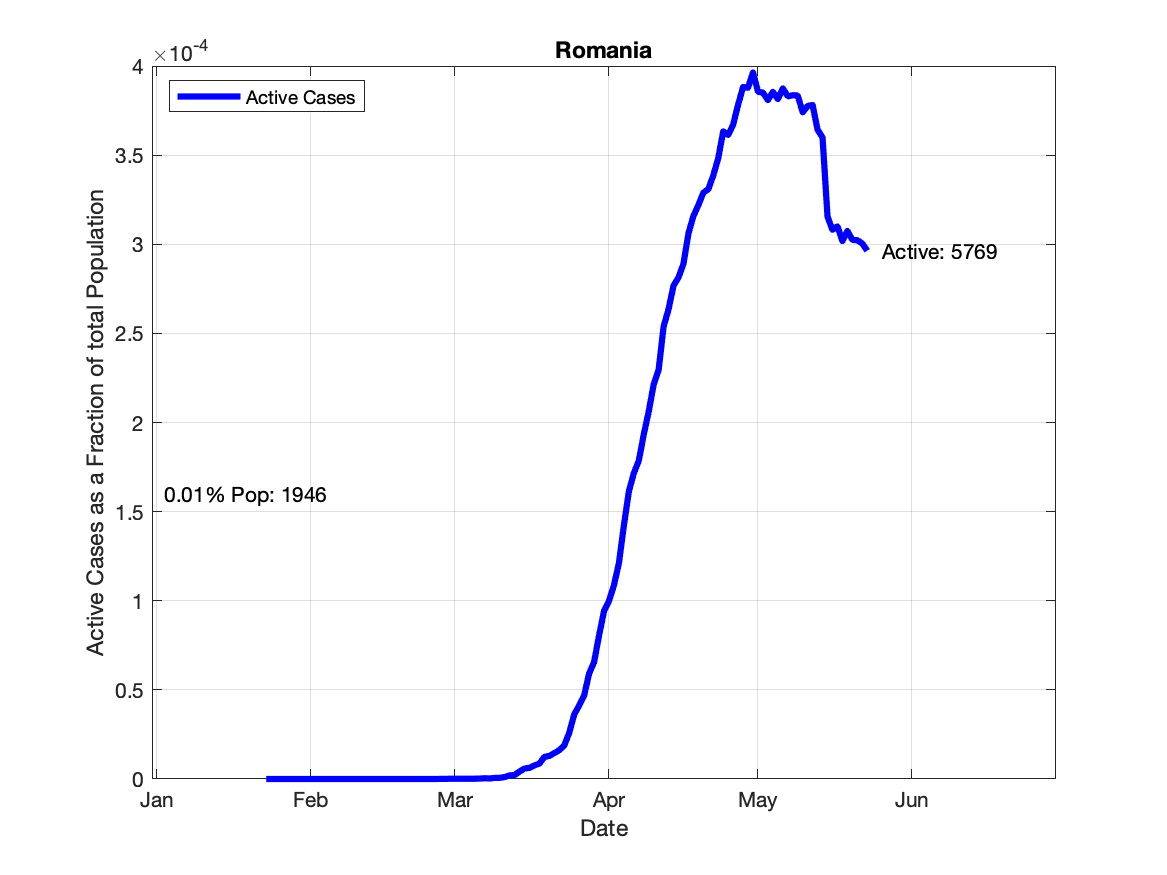 Romania
×10-4
Active Cases
4
3.5
3
2.5
2
1.5
1
0.5
0
Active Cases as a Fraction of total Population
Active: 5769
0.01% Pop: 1946
Jan Feb Mar Apr May Jun
Date